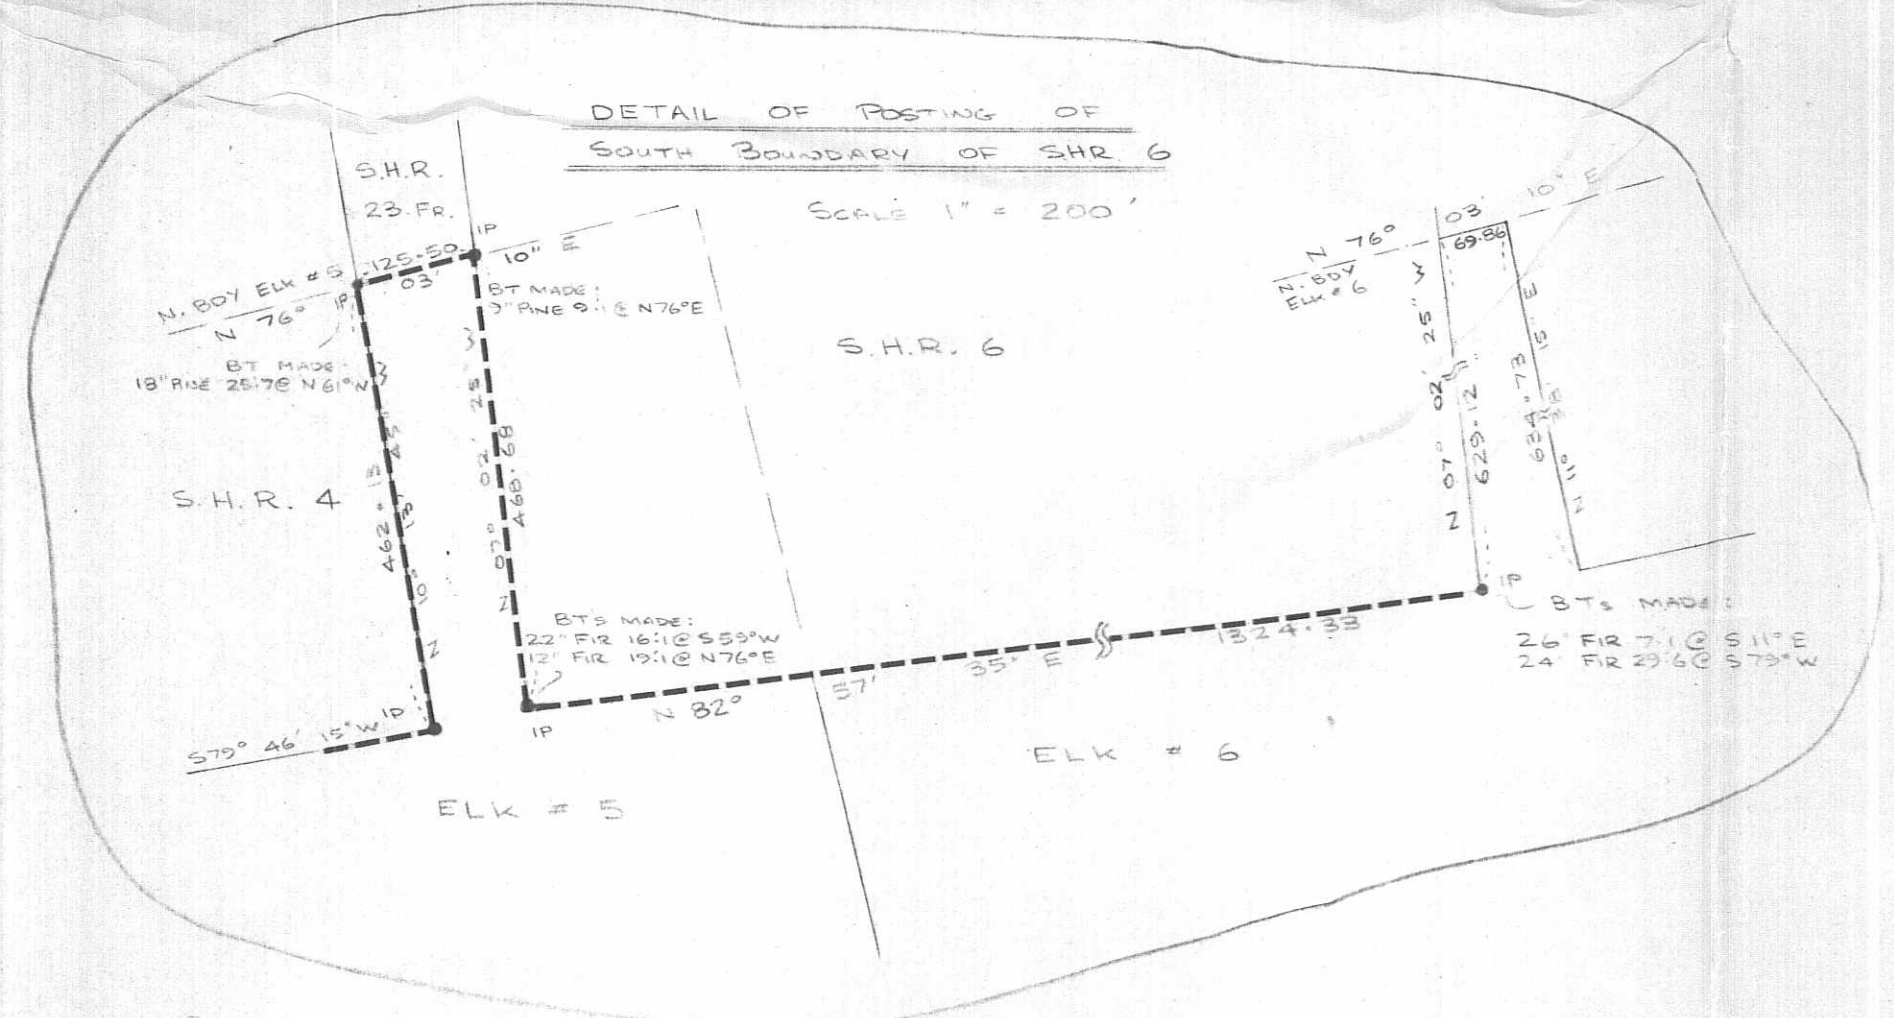 DETAIL OF POSTING OF
SOUTH BOUNDARY OF SHR 6
SCALE 1" = 200'
S.H.R.
23 FR.
IP
N. BDY ELK #5
125.50
N 76° 03' 10" E
IP
BT MADE:
9" PINE @ N76°E
BT MADE:
18" PINE 25.7@ N61°W
S.H.R. 6
N 76° 03' 10" E
N. BDY
ELK #6
69.86
N 07° 02' 25" W
629.12
N 11° 38' 15" E
634.73
S.H.R. 4
N 10° 13' 45" W
462.13
N 07° 02' 25" W
468.68
BTs MADE:
22" FIR 16.1@ S59°W
12" FIR 19.1@ N76°E
IP
BTs MADE:
26" FIR 7.1@ S11°E
24" FIR 29.6@ S79°W
N 82° 57' 35" E
1324.33
IP
S79° 46' 15" W
IP
ELK # 5
ELK # 6